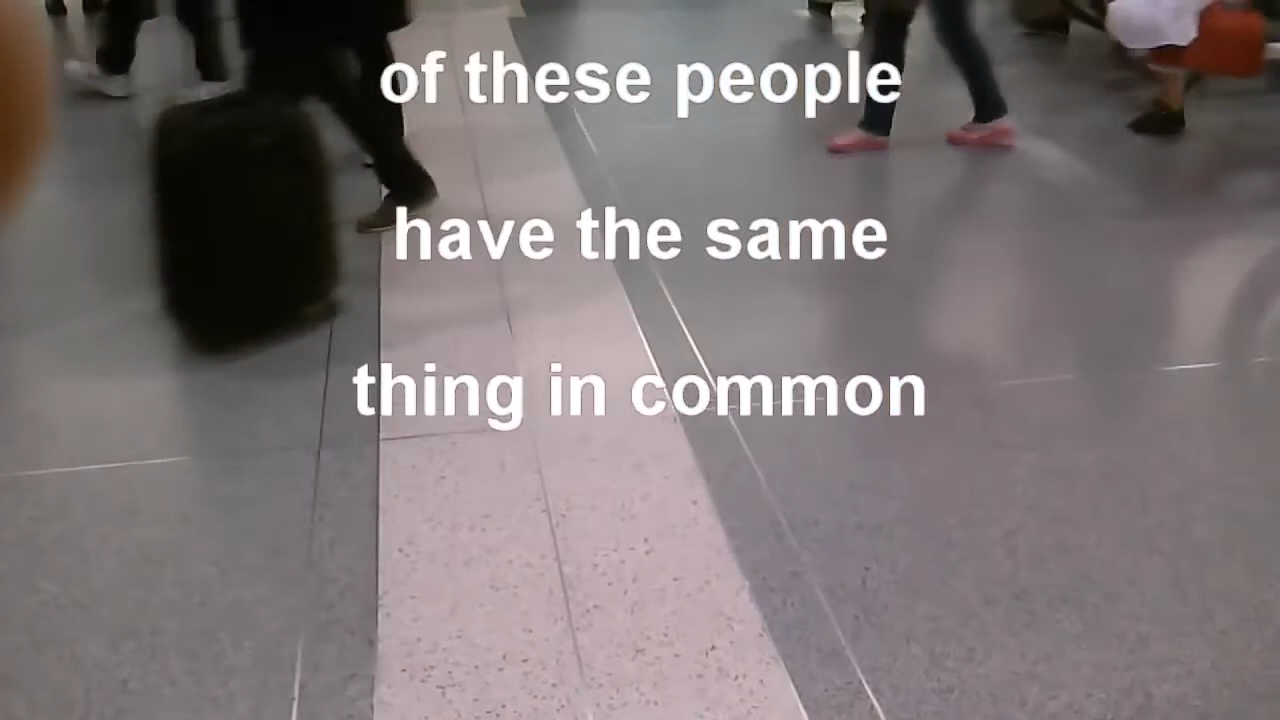 of these people
have the same
thing in common